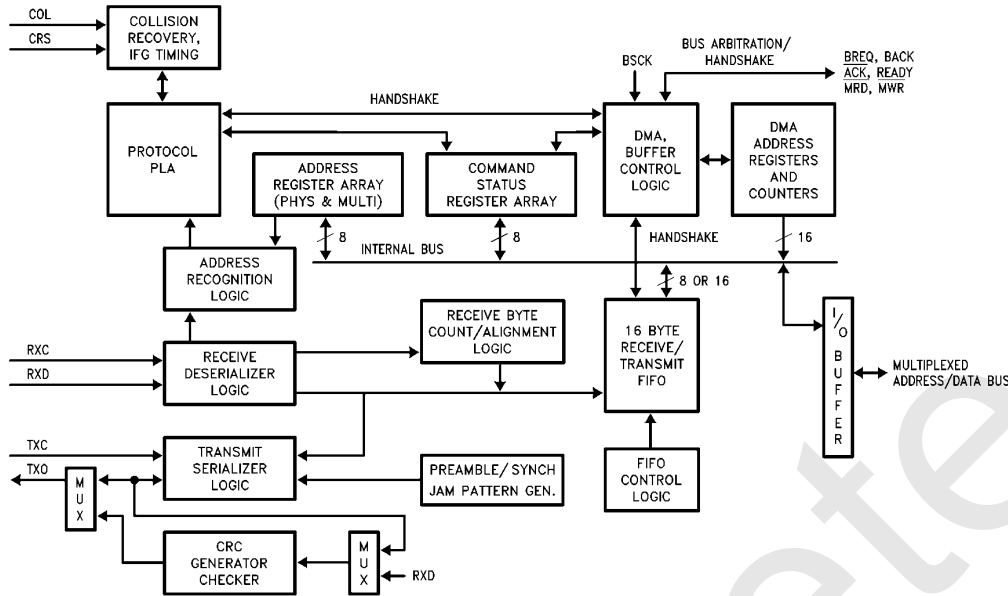 COL
CRS
COLLISION
RECOVERY,
IFG TIMING
BSCK
BUS ARBITRATION/
HANDSHAKE
BREQ, BACK
ACK, READY
MRD, MWR
HANDSHAKE
PROTOCOL
PLA
ADDRESS
REGISTER ARRAY
(PHYS & MULTI)
COMMAND
STATUS
REGISTER ARRAY
DMA,
BUFFER
CONTROL
LOGIC
DMA
ADDRESS
REGISTERS
AND
COUNTERS
8
8
HANDSHAKE
16
INTERNAL BUS
ADDRESS
RECOGNITION
LOGIC
8 OR 16
RECEIVE BYTE
COUNT/ALIGNMENT
LOGIC
16 BYTE
RECEIVE/
TRANSMIT
FIFO
I/O BUFFER
RXC
RXD
RECEIVE
DESERIALIZER
LOGIC
MULTIPLEXED
ADDRESS/DATA BUS
TXC
TXO
TRANSMIT
SERIALIZER
LOGIC
PREAMBLE/SYNCH
JAM PATTERN GEN.
FIFO
CONTROL
LOGIC
MUX
CRC
GENERATOR
CHECKER
MUX
RXD
ete